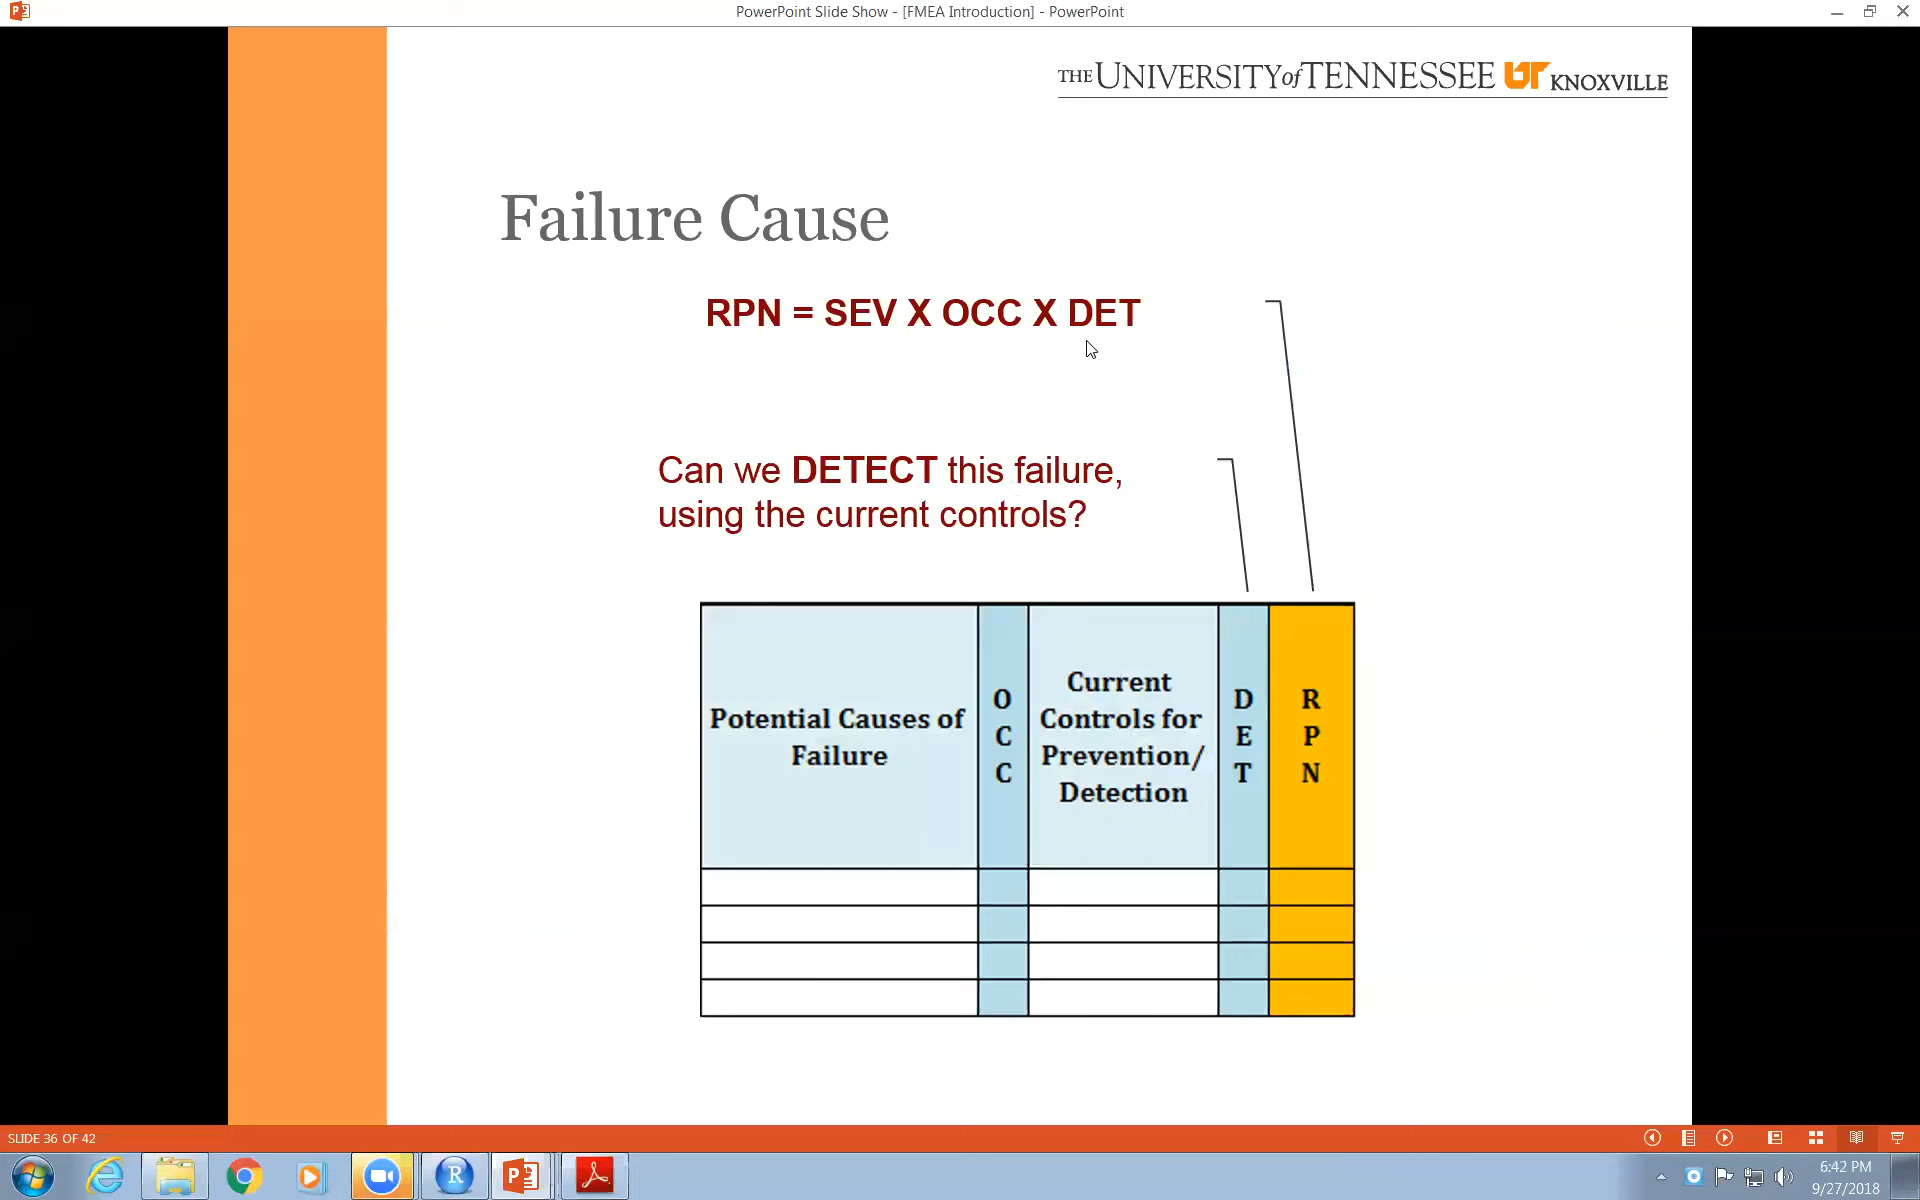 PowerPoint Slide Show - [FMEA Introduction] - PowerPoint
THE UNIVERSITY of TENNESSEE UT KNOXVILLE
Failure Cause
RPN = SEV X OCC X DET
Can we DETECT this failure,
using the current controls?
Potential Causes of
Failure
O
C
C
Current
Controls for
Prevention/
Detection
D
E
T
R
P
N
SLIDE 36 OF 42
6:42 PM
9/27/2018